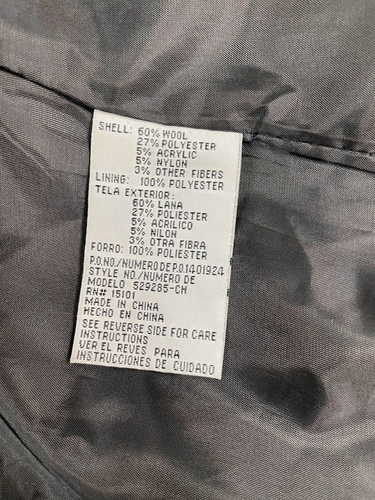 SHELL: 60% WOOL
27% POLYESTER
5% ACRYLIC
5% NYLON
3% OTHER FIBERS
LINING: 100% POLYESTER
TELA EXTERIOR:
60% LANA
27% POLIESTER
5% ACRILICO
5% NILON
3% OTRA FIBRA
FORRO: 100% POLIESTER
P.O.NO./NUMERO DE P.O.1401924
STYLE NO./NUMERO DE
MODELO 529285-CH
RN# 15101
MADE IN CHINA
HECHO EN CHINA
SEE REVERSE SIDE FOR CARE
INSTRUCTIONS
VER EL REVES PARA
INSTRUCCIONES DE CUIDADO